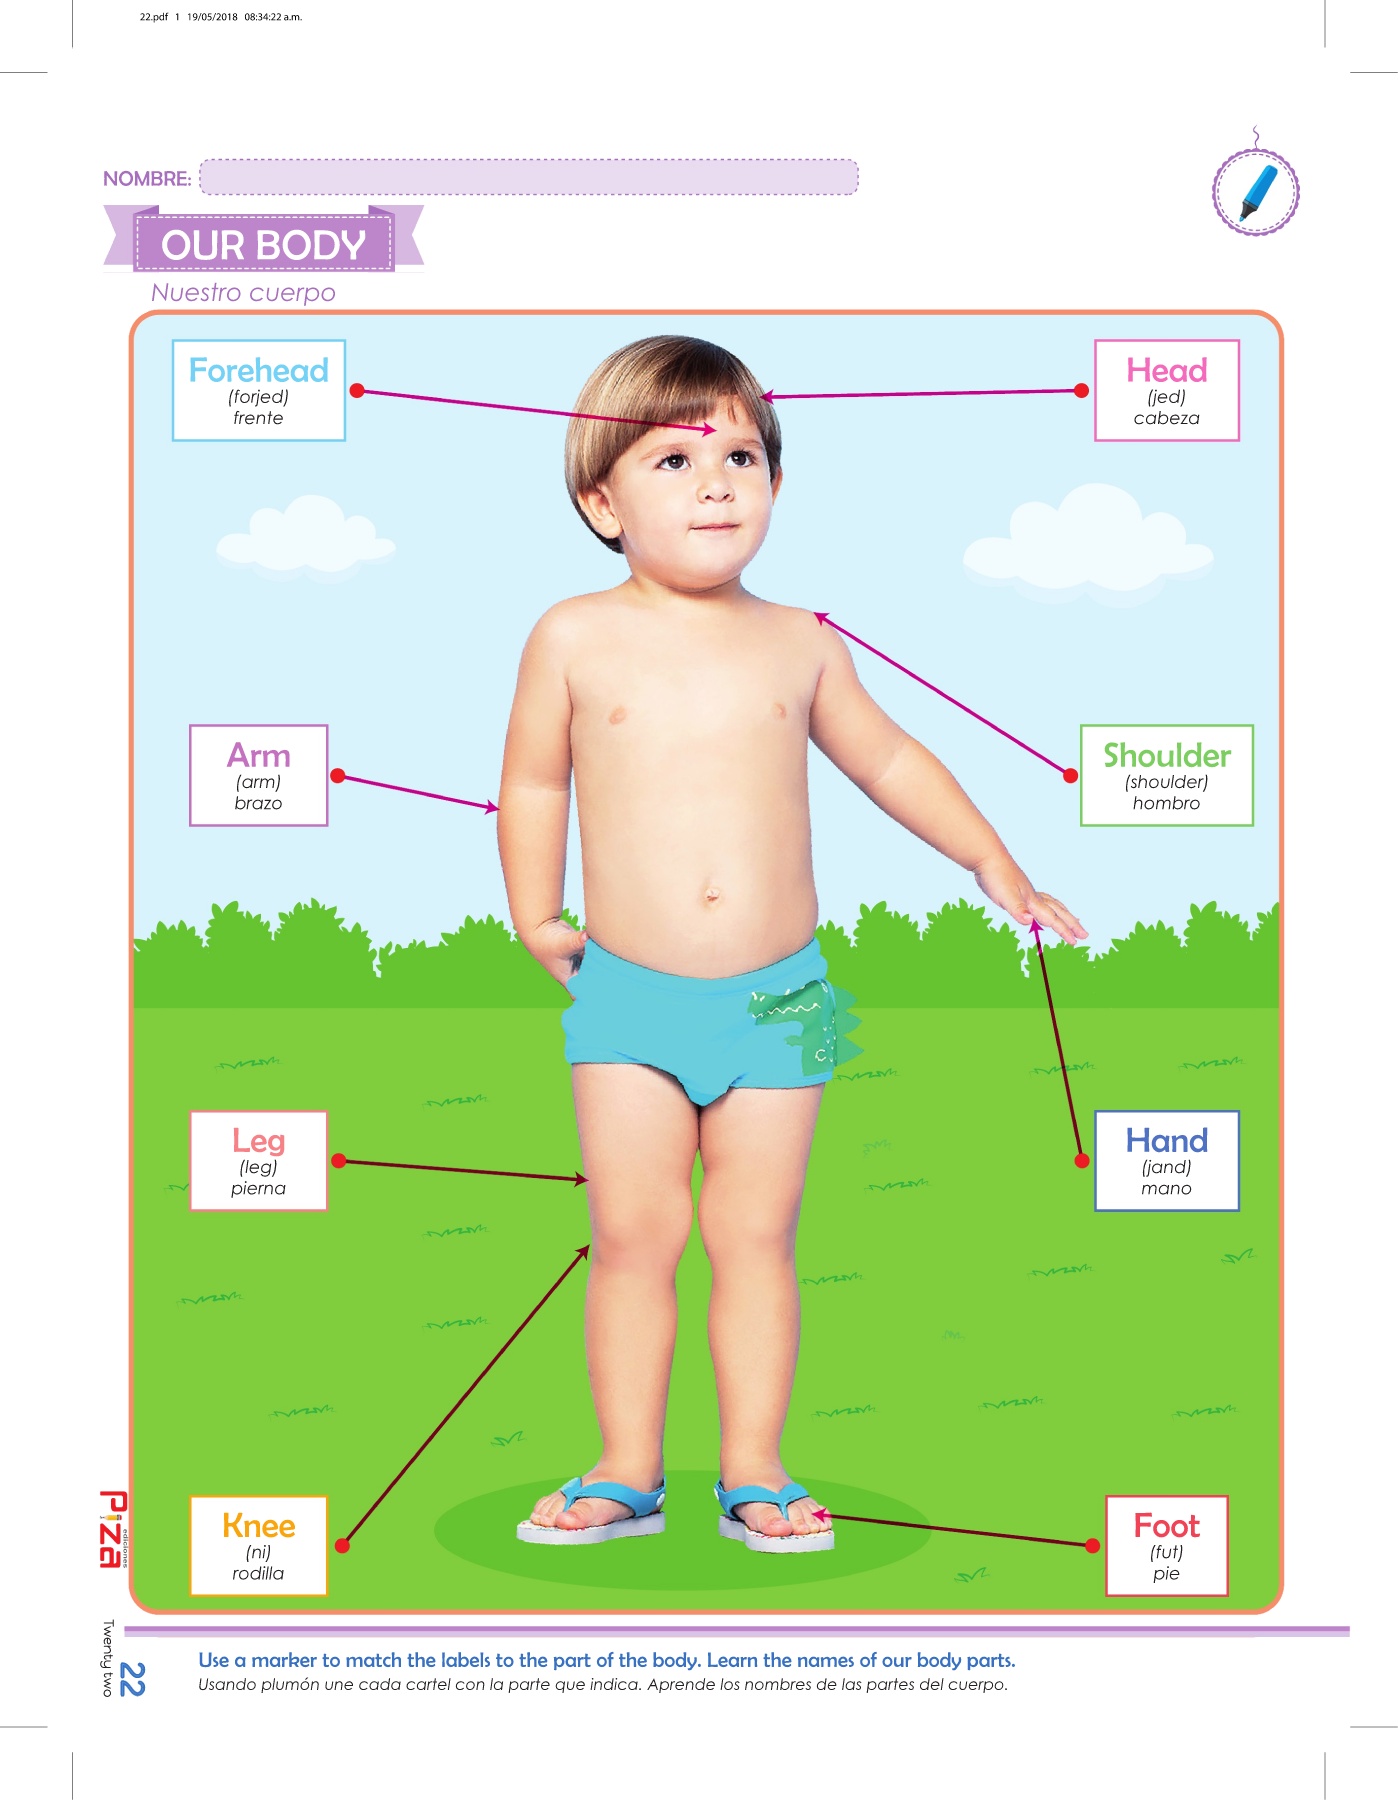 22.pdf 1 19/05/2018 08:34:22 a.m.
NOMBRE:
OUR BODY
Nuestro cuerpo
Forehead
(forjed)
frente
Head
(jed)
cabeza
Arm
(arm)
brazo
Shoulder
(shoulder)
hombro
Leg
(leg)
pierna
Hand
(jand)
mano
Knee
(ni)
rodilla
Foot
(fut)
pie
Piza
ediciones
Twenty two
22
Use a marker to match the labels to the part of the body. Learn the names of our body parts.
Usando plumón une cada cartel con la parte que indica. Aprende los nombres de las partes del cuerpo.